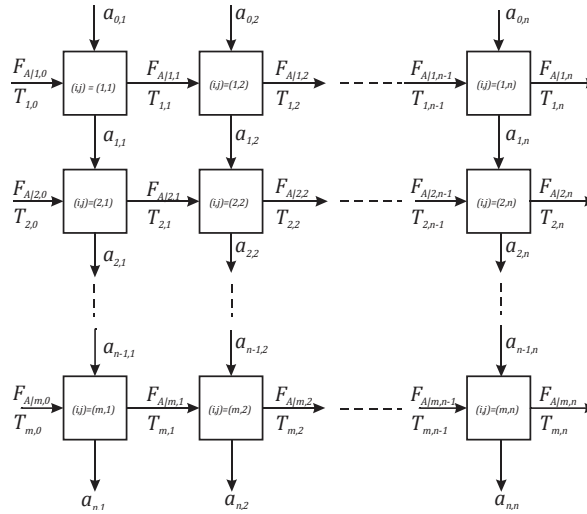 a0,1 a0,2 a0,n
FA|1,0 FA|1,1 FA|1,2 FA|1,n-1 FA|1,n
(i,j) = (1,1) (i,j)=(1,2) (i,j)=(1,n)
T1,0 T1,1 T1,2 T1,n-1 T1,n
a1,1 a1,2 a1,n
FA|2,0 FA|2,1 FA|2,2 FA|2,n-1 FA|2,n
(i,j)=(2,1) (i,j)=(2,2) (i,j)=(2,n)
T2,0 T2,1 T2,2 T2,n-1 T2,n
a2,1 a2,2 a2,n
an-1,1 an-1,2 an-1,n
FA|m,0 FA|m,1 FA|m,2 FA|m,n-1 FA|m,n
(i,j)=(m,1) (i,j)=(m,2) (i,j)=(m,n)
Tm,0 Tm,1 Tm,2 Tm,n-1 Tm,n
an,1 an,2 an,n